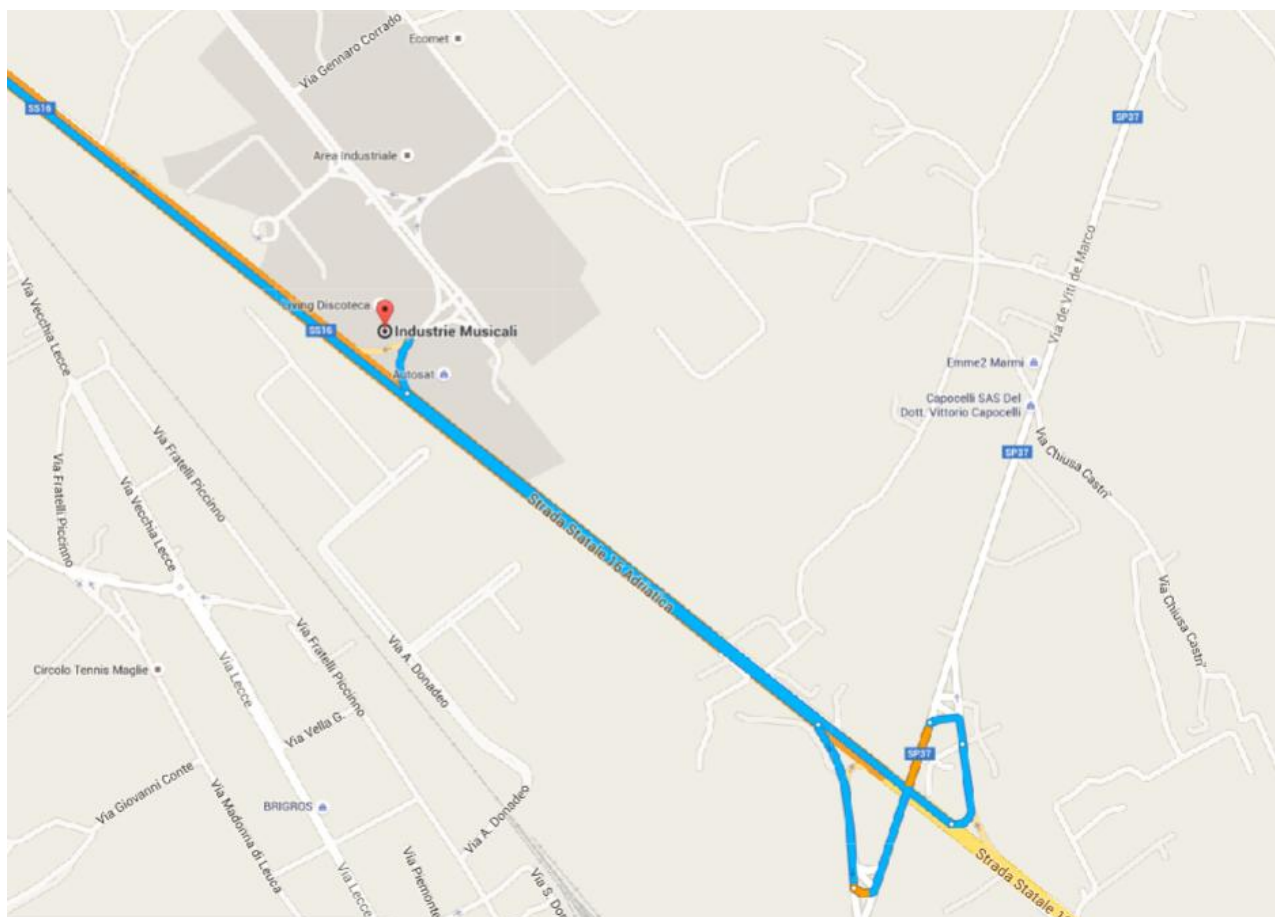 Ecomet
Via Gennaro Corrado
SS16
SP37
Area Industriale
Via de Viti de Marco
Via Vecchia Lecce
Living Discoteca
SS16
Industrie Musicali
Autosat
Emme2 Marmi
Capocelli SAS Del
Dott. Vittorio Capocelli
SP37
Via Chiusa Castri'
Via Fratelli Piccinno
Via Fratelli Piccinno
Via Vecchia Lecce
Strada Statale 16 Adriatica
Via Chiusa Castri'
Via Fratelli Piccinno
Via A. Donadeo
Circolo Tennis Maglie
Via Lecce
Via Vella G.
SP37
Via Giovanni Conte
Via Madonna di Leuca
BRIGROS
Via A. Donadeo
Via Lecce
Via Piemonte
Via S. Don
Strada Statale 1